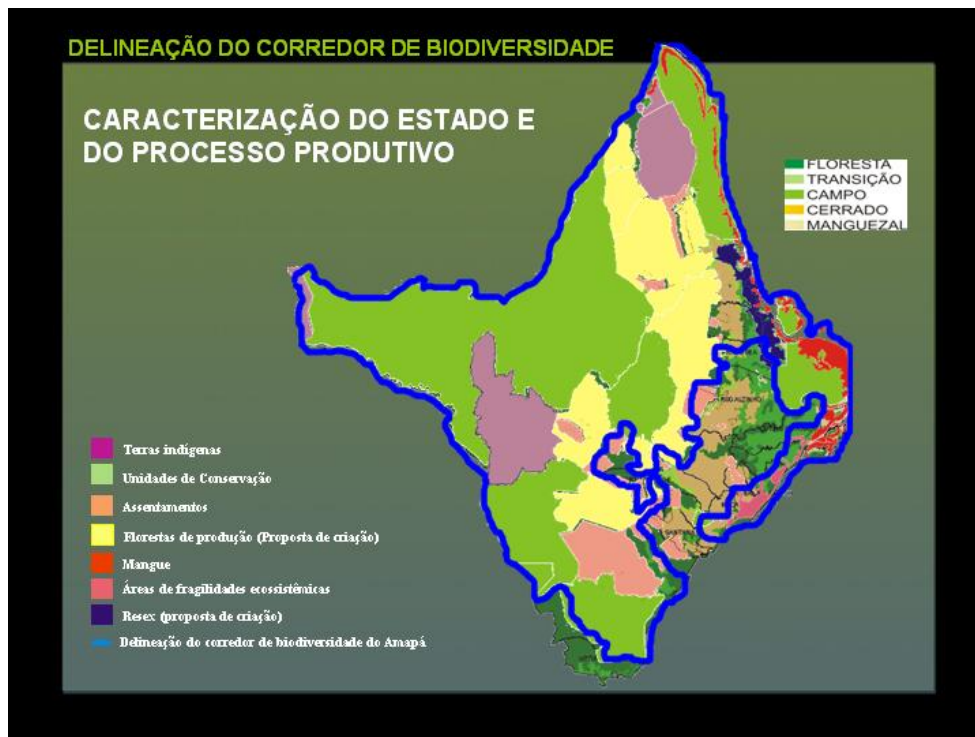 DELINEAÇÃO DO CORREDOR DE BIODIVERSIDADE
CARACTERIZAÇÃO DO ESTADO E
DO PROCESSO PRODUTIVO
FLORESTA
TRANSIÇÃO
CAMPO
CERRADO
MANGUEZAL
Terras indígenas
Unidades de Conservação
Assentamentos
Florestas de produção (Proposta de criação)
Mangue
Áreas de fragilidades ecossistêmicas
Resex (proposta de criação)
Delineação do corredor de biodiversidade do Amapá